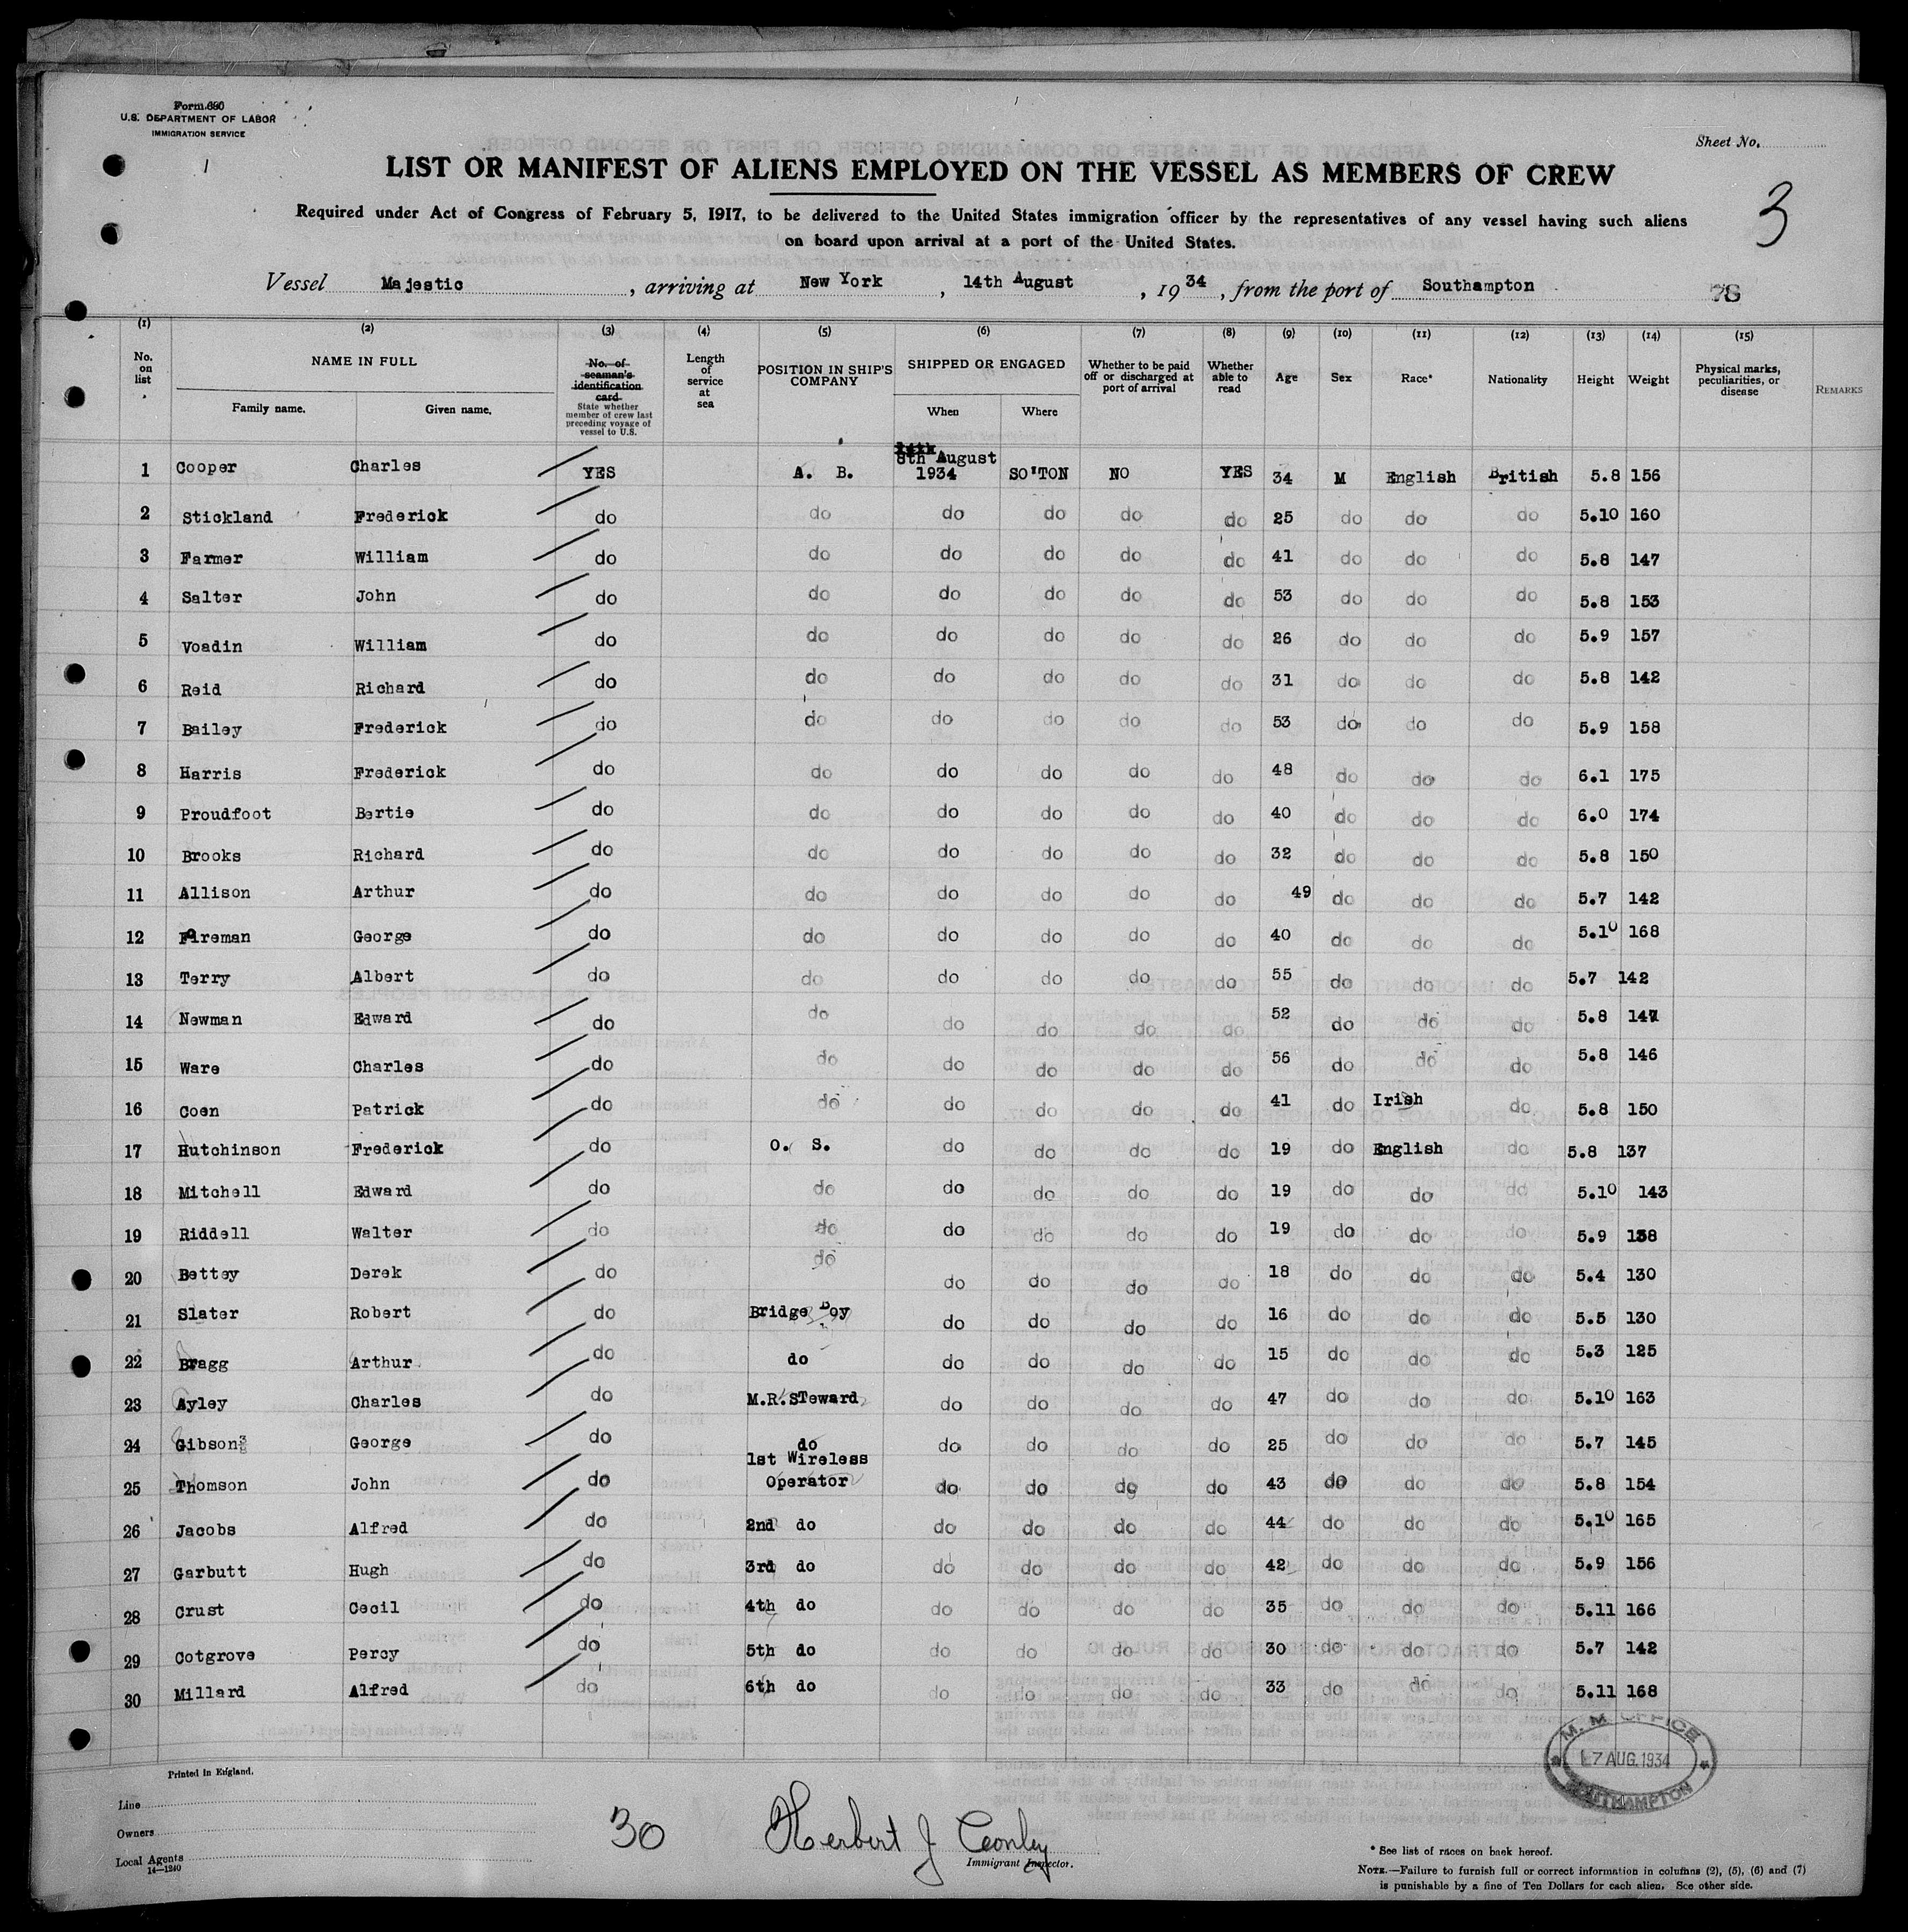 Form 680
U.S. DEPARTMENT OF LABOR
IMMIGRATION SERVICE
1
Sheet No.
LIST OR MANIFEST OF ALIENS EMPLOYED ON THE VESSEL AS MEMBERS OF CREW
3
Required under Act of Congress of February 5, 1917, to be delivered to the United States immigration officer by the representatives of any vessel having such aliens
on board upon arrival at a port of the United States.
Vessel Majestic , arriving at New York , 14th August , 19 34 , from the port of Southampton 78
(1) (2) (3) (4) (5) (6) (7) (8) (9) (10) (11) (12) (13) (14) (15)
No. on list NAME IN FULL Family name. Given name. No. of seaman's identification card State whether member of crew last preceding voyage of vessel to U.S. Length of service at sea POSITION IN SHIP'S COMPANY SHIPPED OR ENGAGED When Where Whether to be paid off or discharged at port of arrival Whether able to read Age Sex Race* Nationality Height Weight Physical marks, peculiarities, or disease REMARKS
1 Cooper Charles YES A. B. 8th August 1934 SO'TON NO YES 34 M English British 5.8 156
2 Stickland Frederick do do do do do do 25 do do do 5.10 160
3 Farmer William do do do do do do 41 do do do 5.8 147
4 Salter John do do do do do do 53 do do do 5.8 153
5 Voadin William do do do do do do 26 do do do 5.9 157
6 Reid Richard do do do do do do 31 do do do 5.8 142
7 Bailey Frederick do do do do do do 53 do do do 5.9 158
8 Harris Frederick do do do do do do 48 do do do 6.1 175
9 Proudfoot Bertie do do do do do do 40 do do do 6.0 174
10 Brooks Richard do do do do do do 32 do do do 5.8 150
11 Allison Arthur do do do do do do 49 do do do 5.7 142
12 George do do do do do do 40 do do do 5.10 168
13 Terry Albert do do do do do do 55 do do do 5.7 142
14 Newman Edward do do do do do do 52 do do do 5.8 147
15 Ware Charles do do do do do do 56 do do do 5.8 146
16 Coen Patrick do do do do do do 41 do Irish do 5.8 150
17 Hutchinson Frederick do O. S. do do do do 19 do English do 5.8 137
18 Mitchell Edward do do do do do do 19 do do do 5.10 143
19 Riddell Walter do do do do do do 19 do do do 5.9 138
20 Bettey Derek do do do do do do 18 do do do 5.4 130
21 Slater Robert do Bridge Boy do do do do 16 do do do 5.5 130
22 Bragg Arthur do do do do do do 15 do do do 5.3 125
23 Ayley Charles do M.R.STeward do do do do 47 do do do 5.10 163
24 Gibson George do do do do do do 25 do do do 5.7 145
25 Thomson John do 1st Wireless Operator do do do do 43 do do do 5.8 154
26 Jacobs Alfred do 2nd do do do do do 44 do do do 5.10 165
27 Garbutt Hugh do 3rd do do do do do 42 do do do 5.9 156
28 Crust Cecil do 4th do do do do do 35 do do do 5.11 166
29 Cotgrove Percy do 5th do do do do do 30 do do do 5.7 142
30 Millard Alfred do 6th do do do do do 33 do do do 5.11 168
M. M. OFFICE
7 AUG. 1934
SOUTHAMPTON
Printed in England.
Line
Owners
Local Agents
14—1240
30
Herbert J Conley
Immigrant Inspector.
* See list of races on back hereof.
NOTE.—Failure to furnish full or correct information in columns (2), (5), (6) and (7)
is punishable by a fine of Ten Dollars for each alien. See other side.